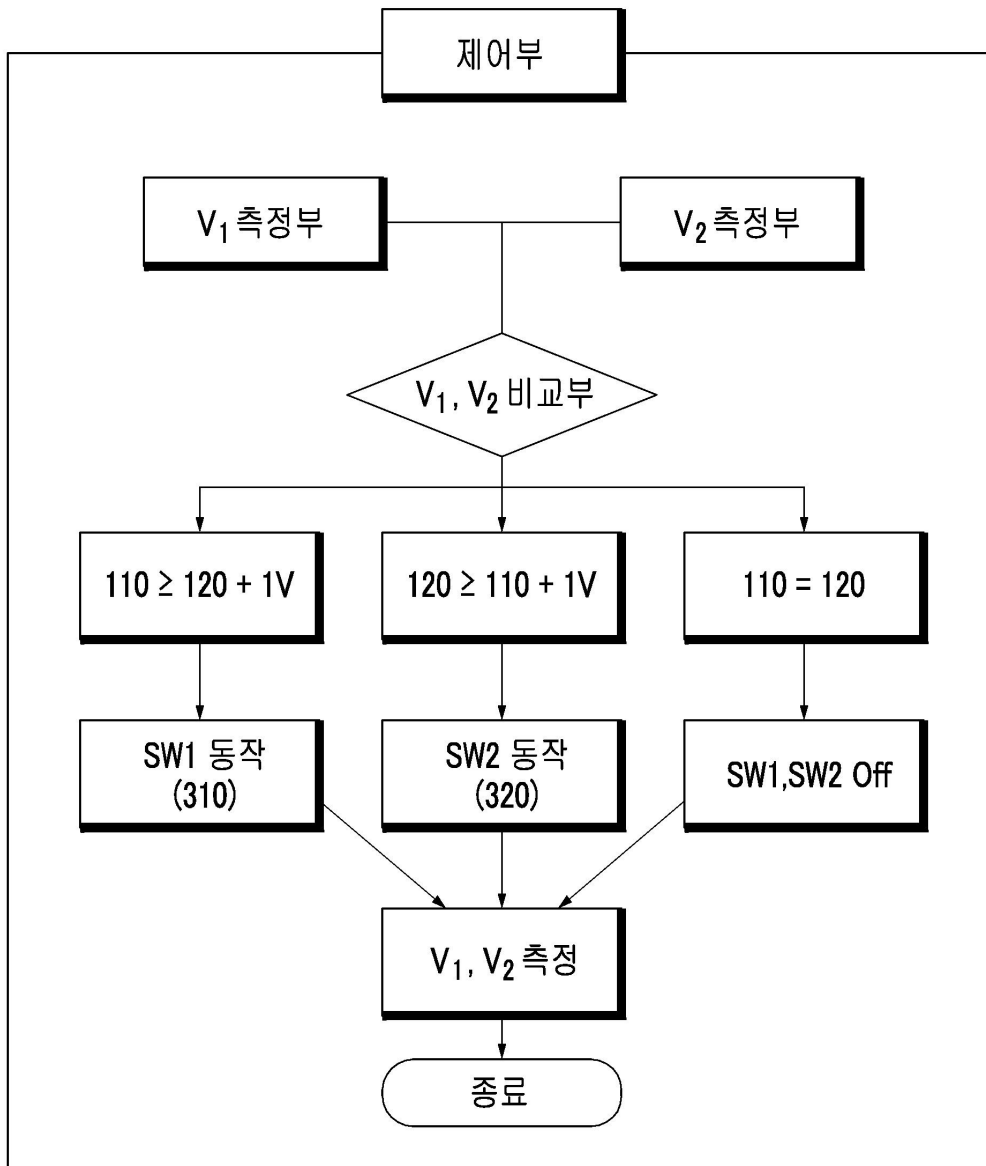 제어부
V₁ 측정부
V₂ 측정부
V₁, V₂ 비교부
110 ≥ 120 + 1V
120 ≥ 110 + 1V
110 = 120
SW1 동작
(310)
SW2 동작
(320)
SW1,SW2 Off
V₁, V₂ 측정
종료